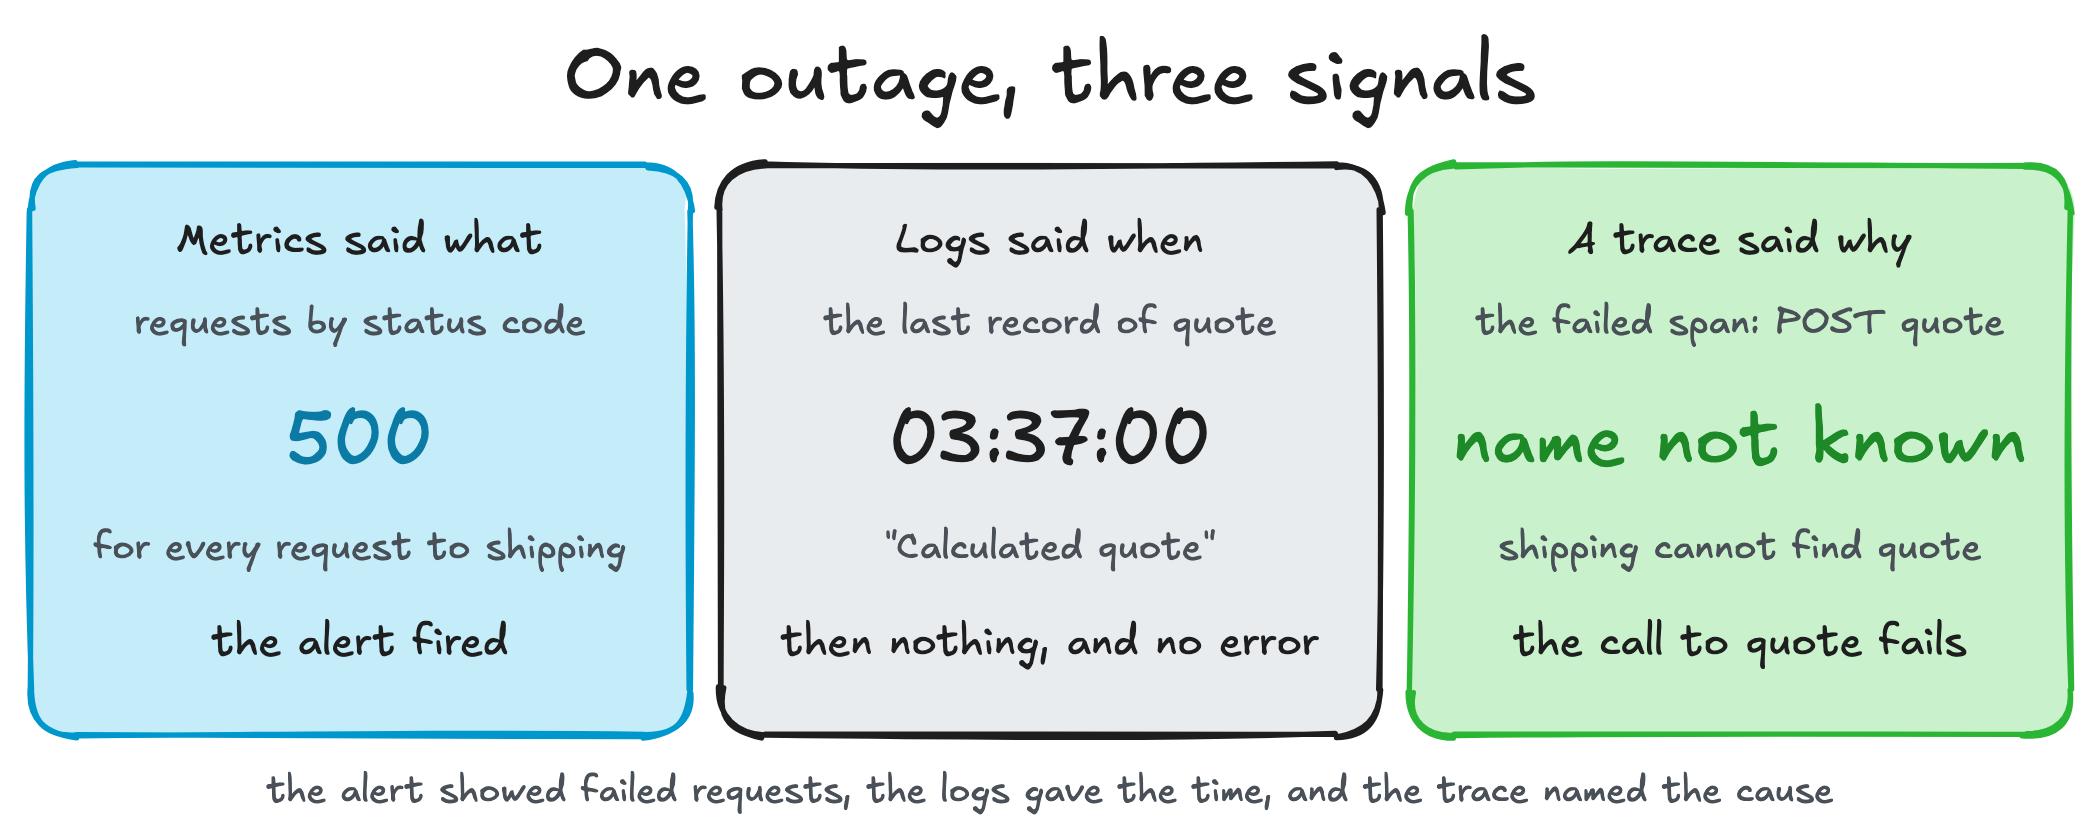 One outage, three signals
Metrics said what
requests by status code
500
for every request to shipping
the alert fired
Logs said when
the last record of quote
03:37:00
"Calculated quote"
then nothing, and no error
A trace said why
the failed span: POST quote
name not known
shipping cannot find quote
the call to quote fails
the alert showed failed requests, the logs gave the time, and the trace named the cause